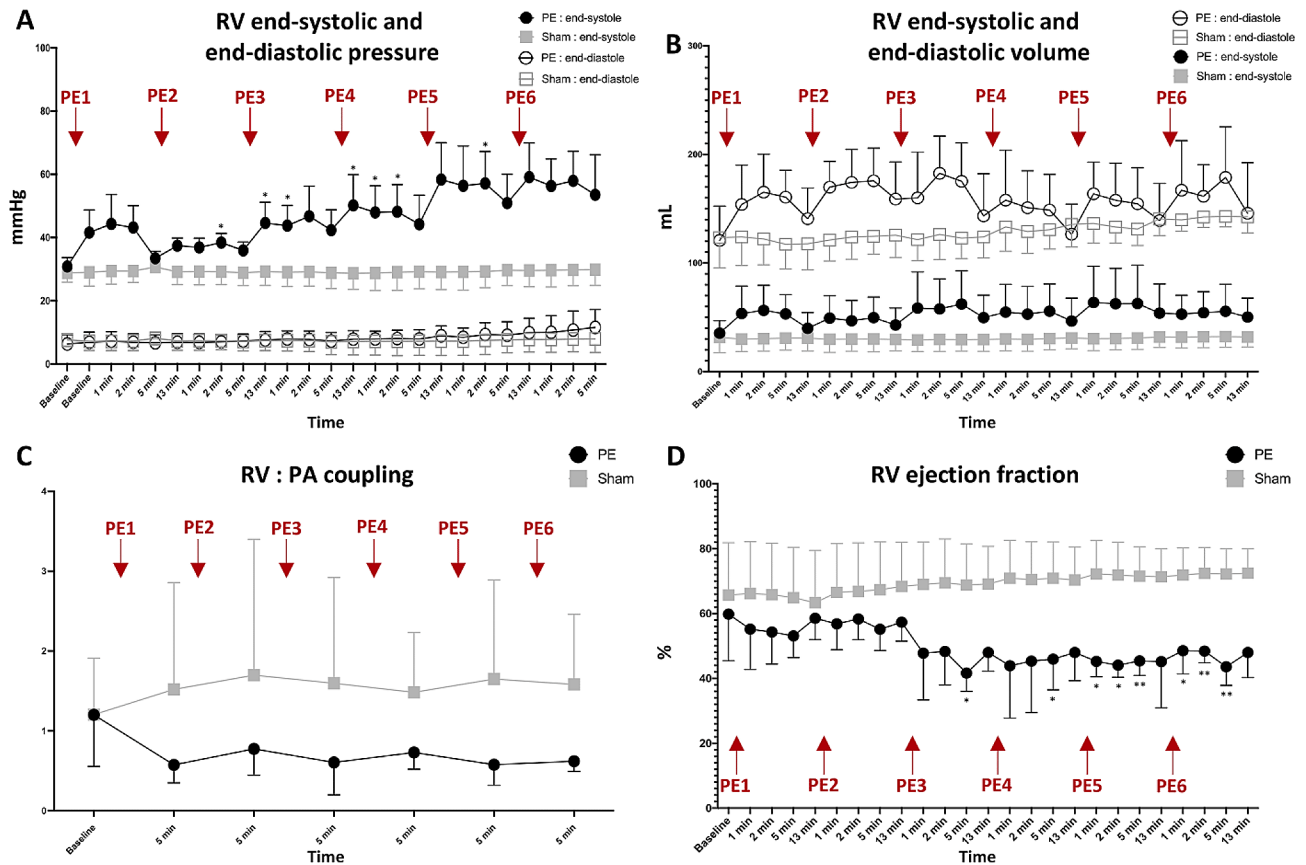 A
RV end-systolic and
end-diastolic pressure
PE : end-systole
Sham : end-systole
PE : end-diastole
Sham : end-diastole
100
80
60
40
20
0
mmHg
PE1 PE2 PE3 PE4 PE5 PE6
* * * * * * *
Baseline Baseline 1 min 2 min 5 min 13 min 1 min 2 min 5 min 13 min 1 min 2 min 5 min 13 min 1 min 2 min 5 min 13 min 1 min 2 min 5 min 13 min 1 min 2 min 5 min
Time
B
RV end-systolic and
end-diastolic volume
PE : end-diastole
Sham : end-diastole
PE : end-systole
Sham : end-systole
300
200
100
0
mL
PE1 PE2 PE3 PE4 PE5 PE6
Baseline 1 min 2 min 5 min 13 min 1 min 2 min 5 min 13 min 1 min 2 min 5 min 13 min 1 min 2 min 5 min 13 min 1 min 2 min 5 min 13 min 1 min 2 min 5 min 13 min
Time
C
RV : PA coupling
PE
Sham
4
3
2
1
0
PE1 PE2 PE3 PE4 PE5 PE6
Baseline 5 min 5 min 5 min 5 min 5 min 5 min
Time
D
RV ejection fraction
PE
Sham
100
80
60
40
20
0
%
* * * * ** * ** **
PE1 PE2 PE3 PE4 PE5 PE6
Baseline 1 min 2 min 5 min 13 min 1 min 2 min 5 min 13 min 1 min 2 min 5 min 13 min 1 min 2 min 5 min 13 min 1 min 2 min 5 min 13 min 1 min 2 min 5 min 13 min
Time